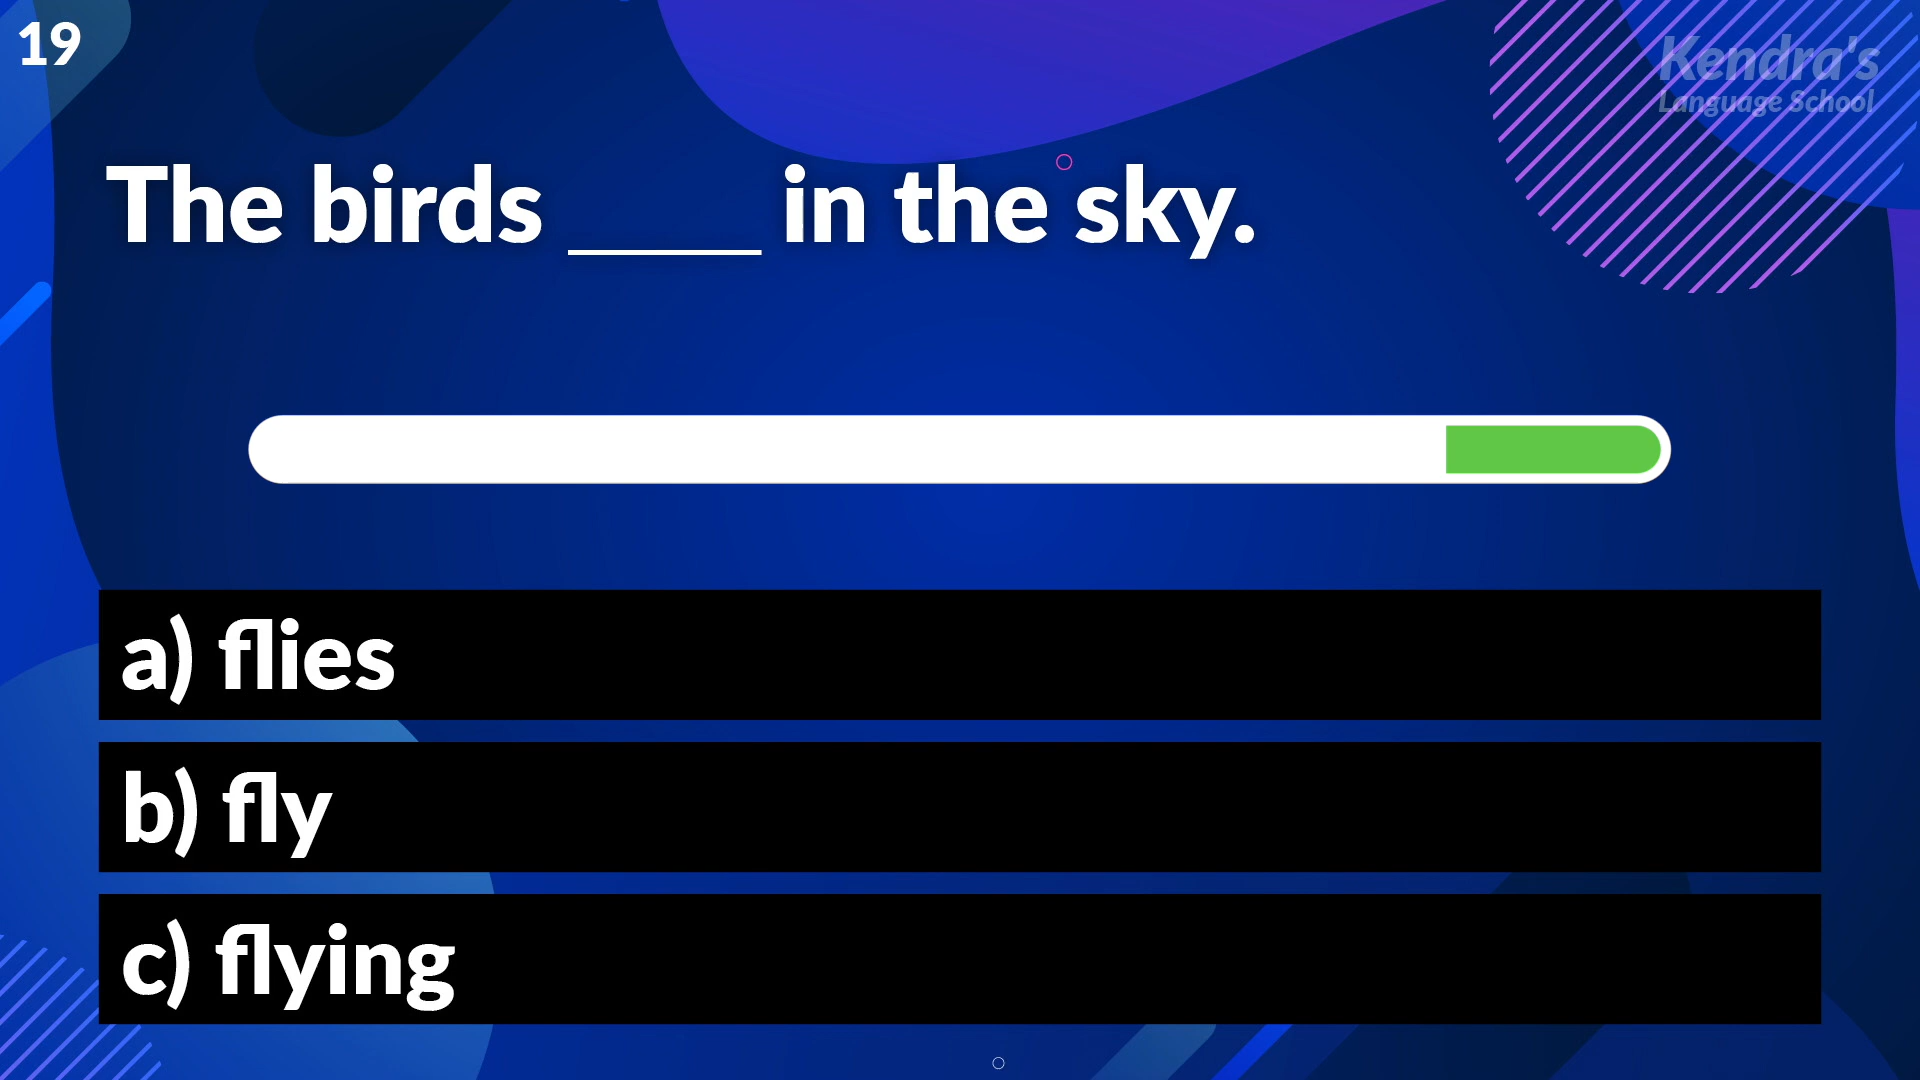 19
Kendra's
Language School
The birds ____ in the sky.
a) flies
b) fly
c) flying